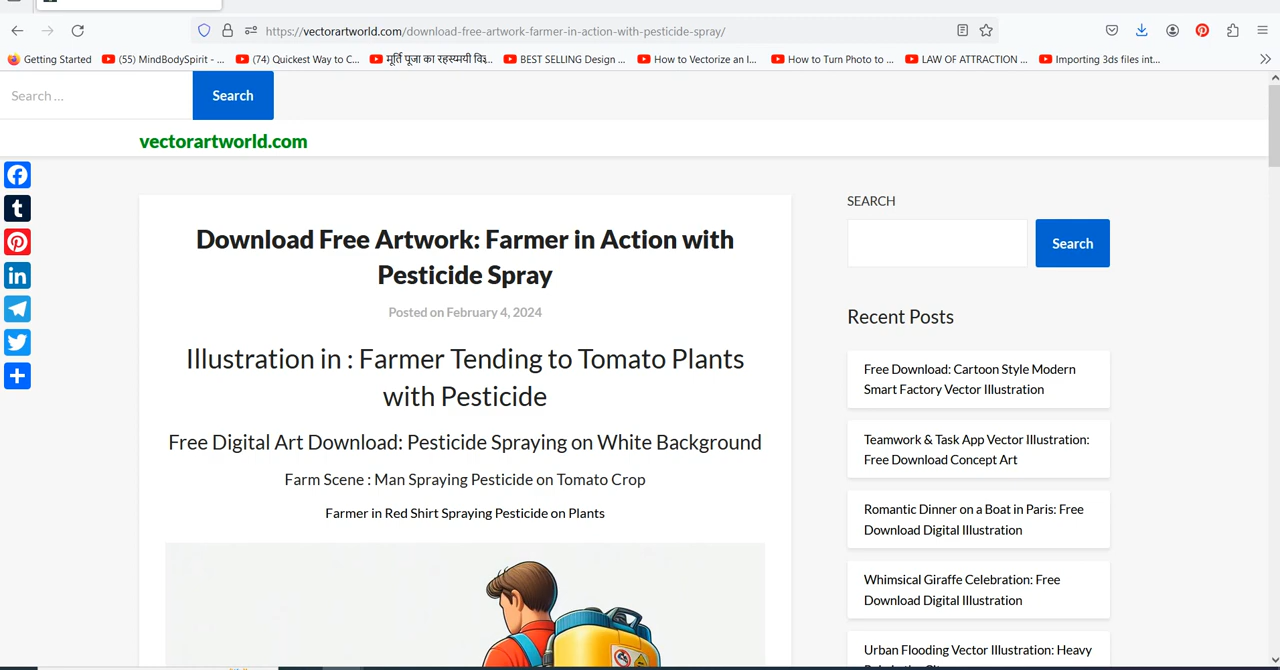 https://vectorartworld.com/download-free-artwork-farmer-in-action-with-pesticide-spray/
Getting Started
(55) MindBodySpirit - ...
(74) Quickest Way to C...
BEST SELLING Design ...
How to Vectorize an I...
How to Turn Photo to ...
LAW OF ATTRACTION ...
Importing 3ds files int...
Search ...
Search
vectorartworld.com
Download Free Artwork: Farmer in Action with
Pesticide Spray
Posted on February 4, 2024
Illustration in : Farmer Tending to Tomato Plants
with Pesticide
Free Digital Art Download: Pesticide Spraying on White Background
Farm Scene : Man Spraying Pesticide on Tomato Crop
Farmer in Red Shirt Spraying Pesticide on Plants
SEARCH
Search
Recent Posts
Free Download: Cartoon Style Modern
Smart Factory Vector Illustration
Teamwork & Task App Vector Illustration:
Free Download Concept Art
Romantic Dinner on a Boat in Paris: Free
Download Digital Illustration
Whimsical Giraffe Celebration: Free
Download Digital Illustration
Urban Flooding Vector Illustration: Heavy